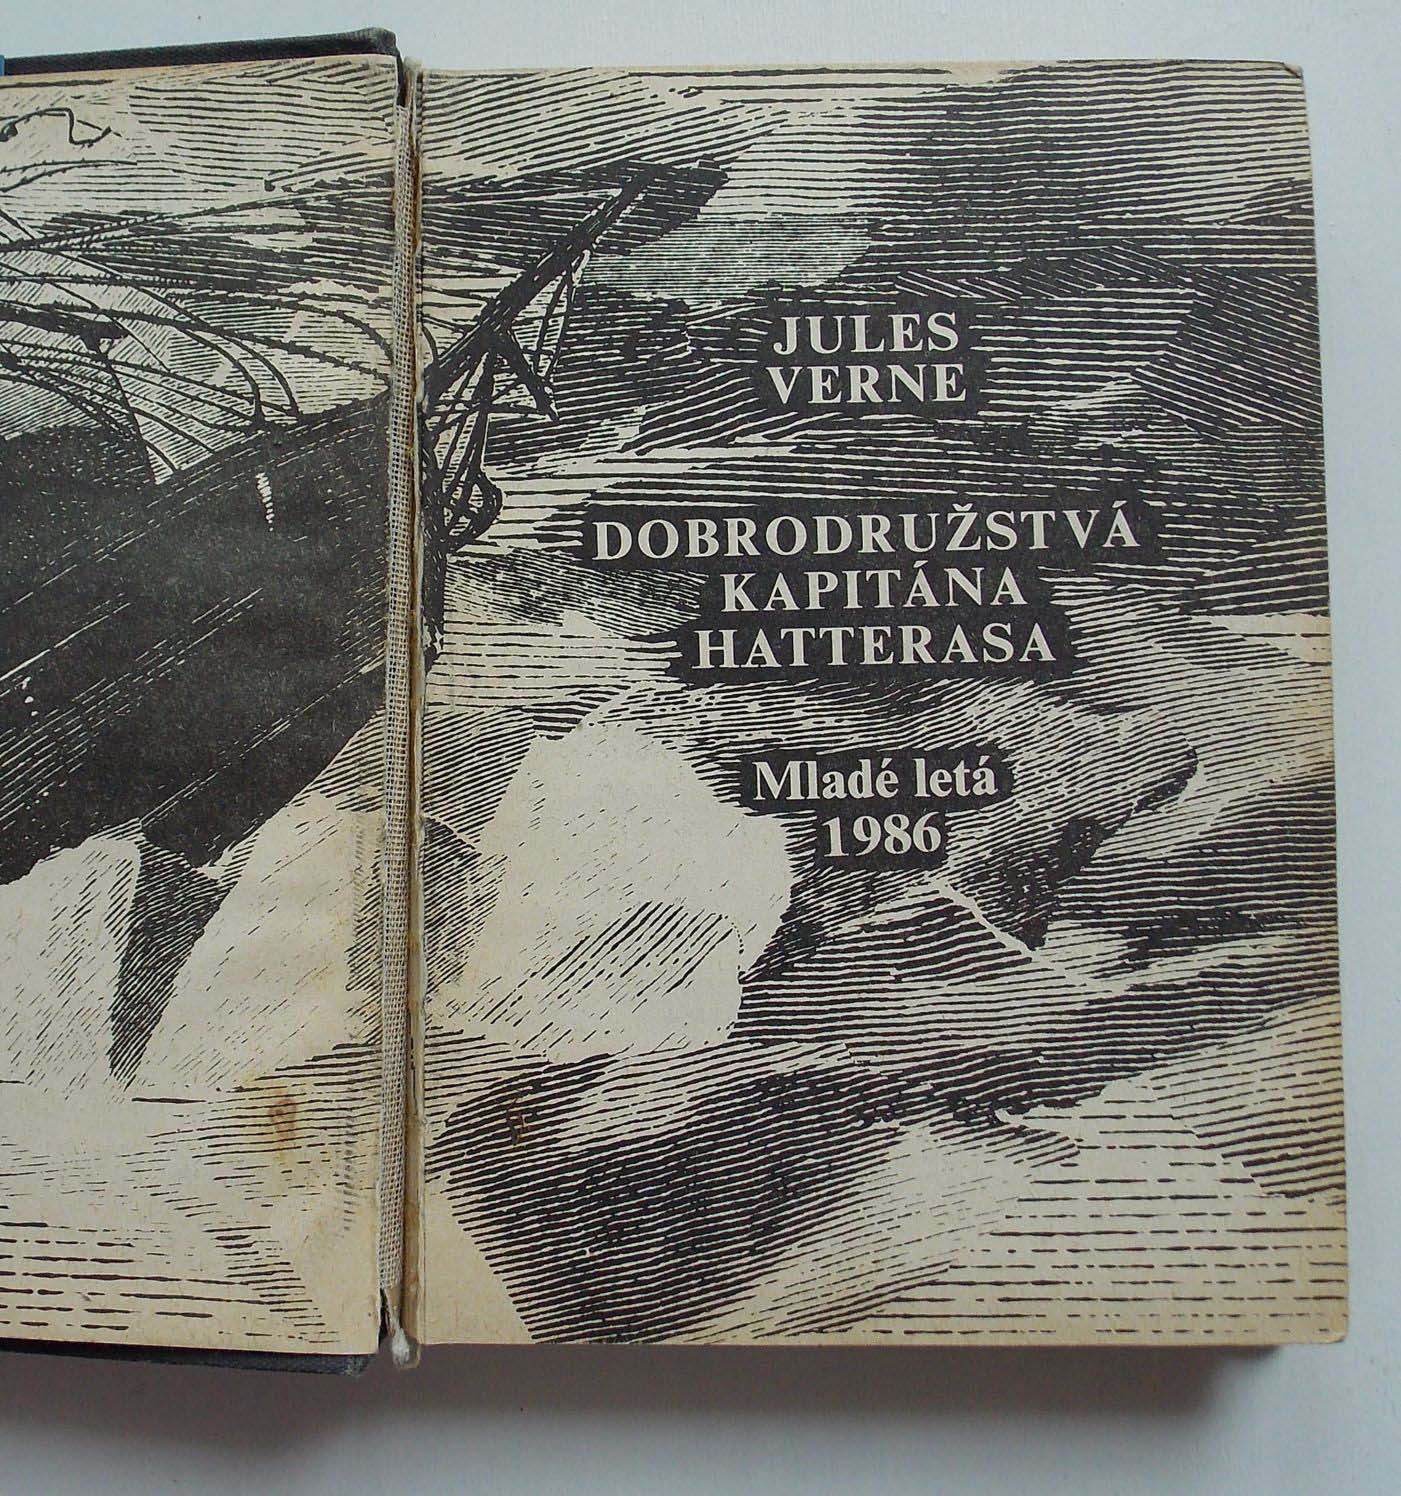 JULES
VERNE
DOBRODRUŽSTVÁ
KAPITÁNA
HATTERASA
Mladé letá
1986